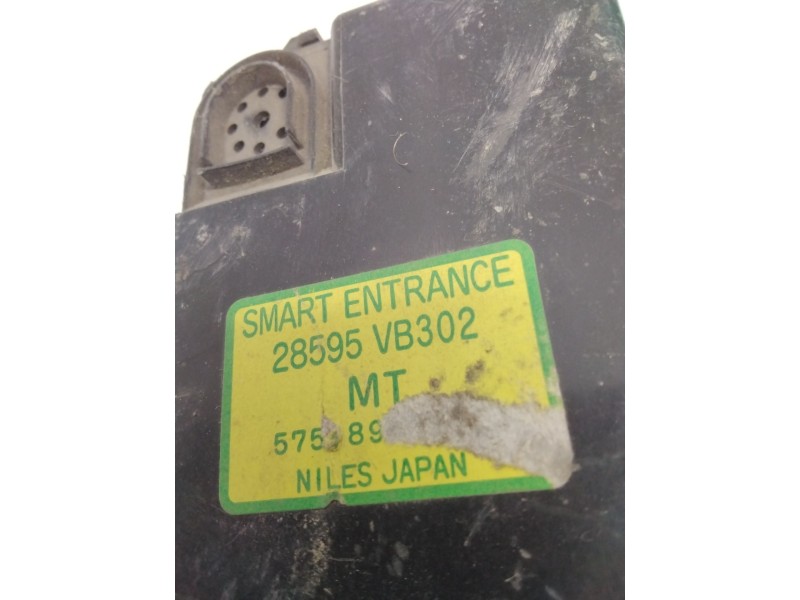 SMART ENTRANCE
28595 VB302
MT
NILES JAPAN